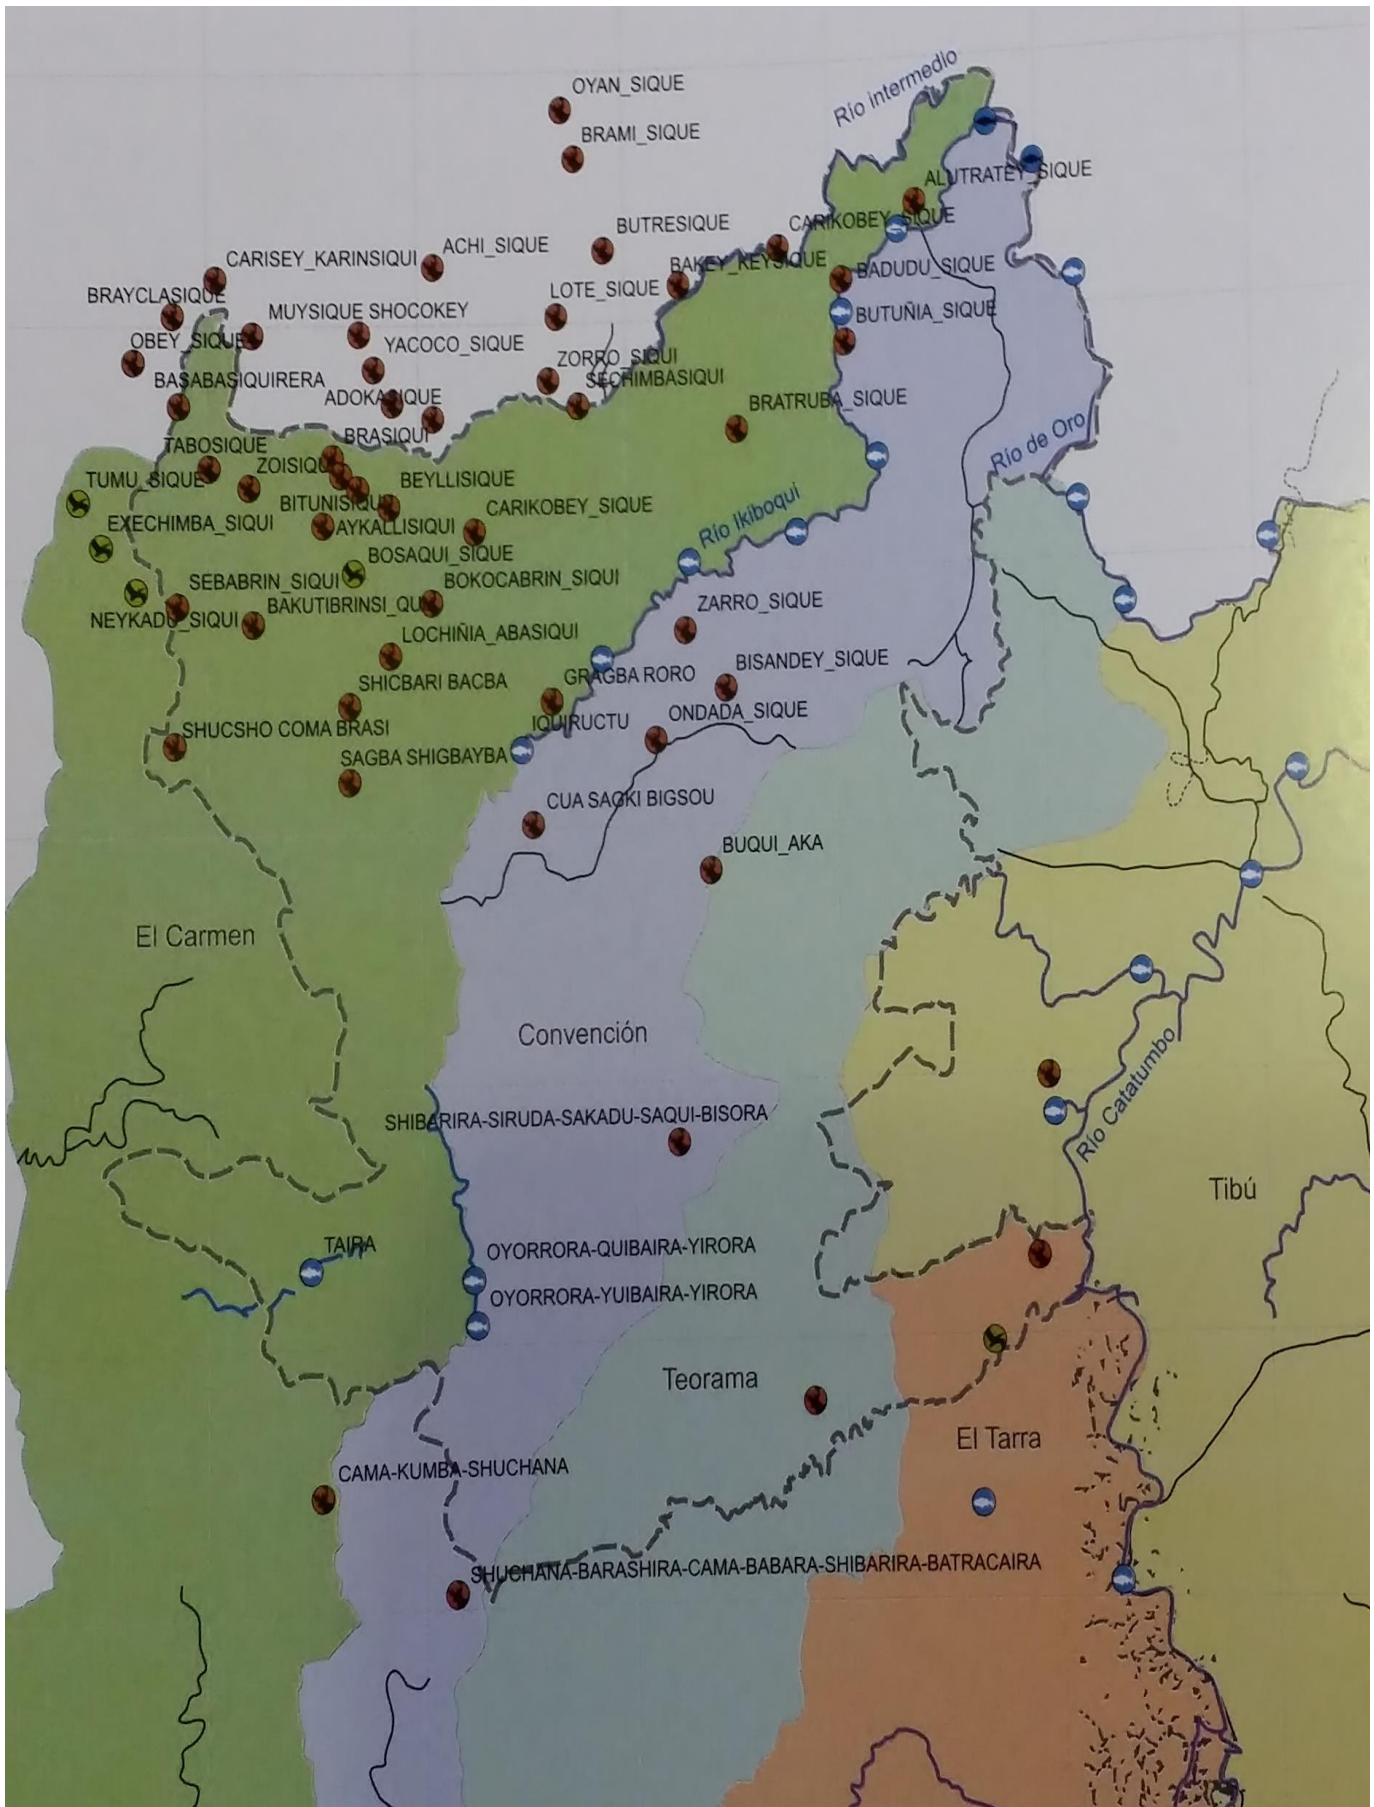 OYAN_SIQUE
Río intermedio
BRAMI_SIQUE
ALUTRATEY_SIQUE
BUTRESIQUE
CARIKOBEY_SIQUE
ACHI_SIQUE
CARISEY_KARINSIQUI
BAKEY_KEYSIQUE
BADUDU_SIQUE
BRAYCLASIQUE
LOTE_SIQUE
MUYSIQUE SHOCOKEY
BUTUÑIA_SIQUE
OBEY_SIQUE
YACOCO_SIQUE
ZORRO_SIQUI
BASABASIQUIRERA
SECHIMBASIQUI
ADOKASIQUE
BRATRUBA_SIQUE
BRASIQUI
Río de Oro
TABOSIQUE
ZOISIQUI
TUMU_SIQUE
BEYLLISIQUE
BITUNISIQUI
CARIKOBEY_SIQUE
EXECHIMBA_SIQUI
AYKALLISIQUI
Río Ikiboqui
BOSAQUI_SIQUE
SEBABRIN_SIQUI
BOKOCABRIN_SIQUI
BAKUTIBRINSI_QUI
ZARRO_SIQUE
NEYKADU_SIQUI
LOCHIÑIA_ABASIQUI
BISANDEY_SIQUE
SHICBARI BACBA
GRAGBA RORO
ONDADA_SIQUE
IQUIRUCTU
SHUCSHO COMA BRASI
SAGBA SHIGBAYBA
CUA SAGKI BIGSOU
BUQUI_AKA
El Carmen
Convención
Río Catatumbo
SHIBARIRA-SIRUDA-SAKADU-SAQUI-BISORA
Tibú
TAIRA
OYORRORA-QUIBAIRA-YIRORA
OYORRORA-YUIBAIRA-YIRORA
Teorama
El Tarra
CAMA-KUMBA-SHUCHANA
SHUCHANA-BARASHIRA-CAMA-BABARA-SHIBARIRA-BATRACAIRA